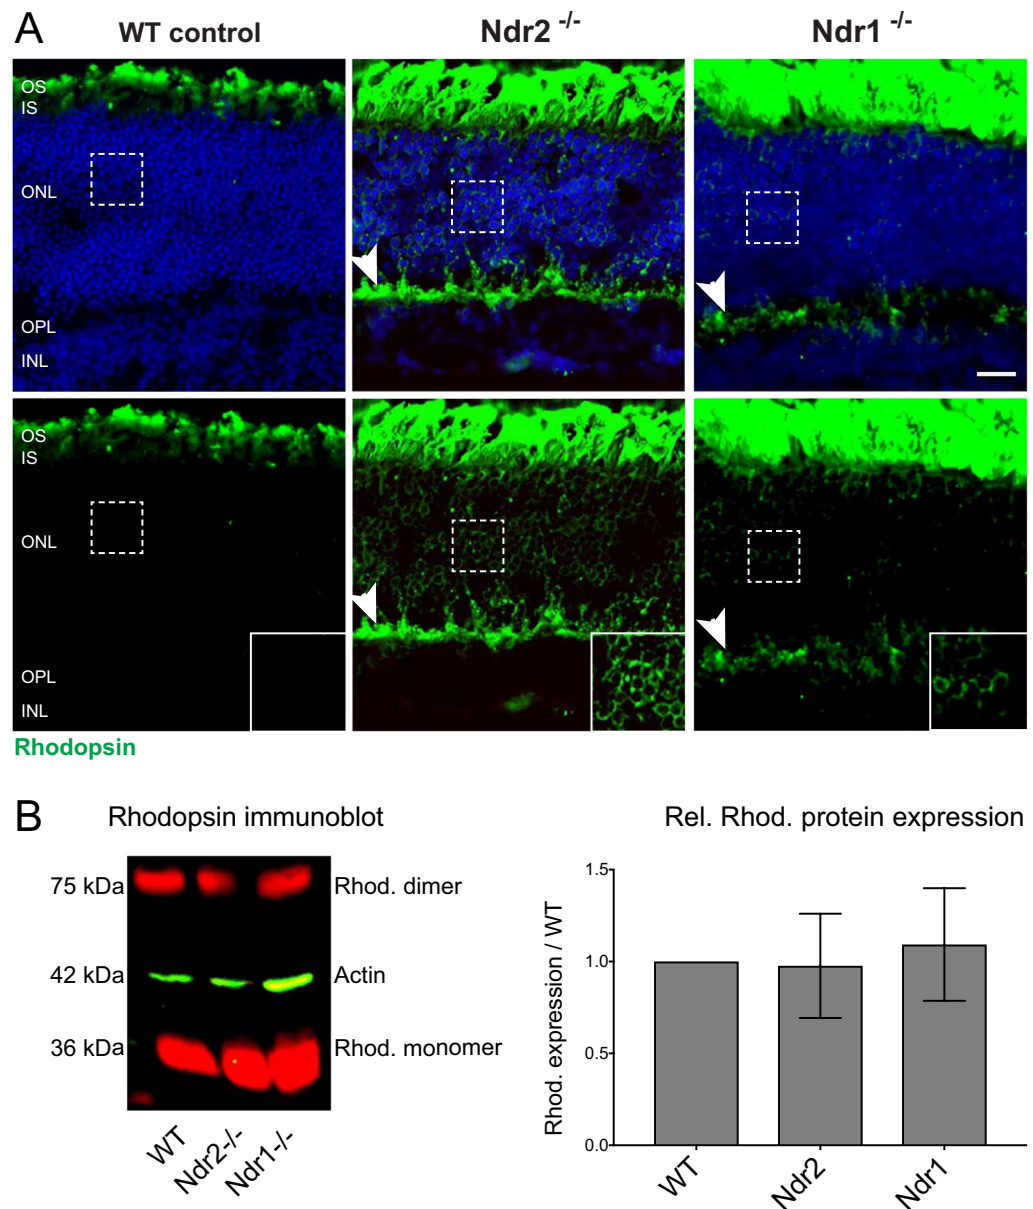 A
WT control
Ndr2 -/-
Ndr1 -/-
OS
IS
ONL
OPL
INL
OS
IS
ONL
OPL
INL
Rhodopsin
B
Rhodopsin immunoblot
75 kDa
Rhod. dimer
42 kDa
Actin
36 kDa
Rhod. monomer
WT
Ndr2-/-
Ndr1-/-
Rel. Rhod. protein expression
Rhod. expression / WT
1.5
1.0
0.5
0.0
WT
Ndr2
Ndr1